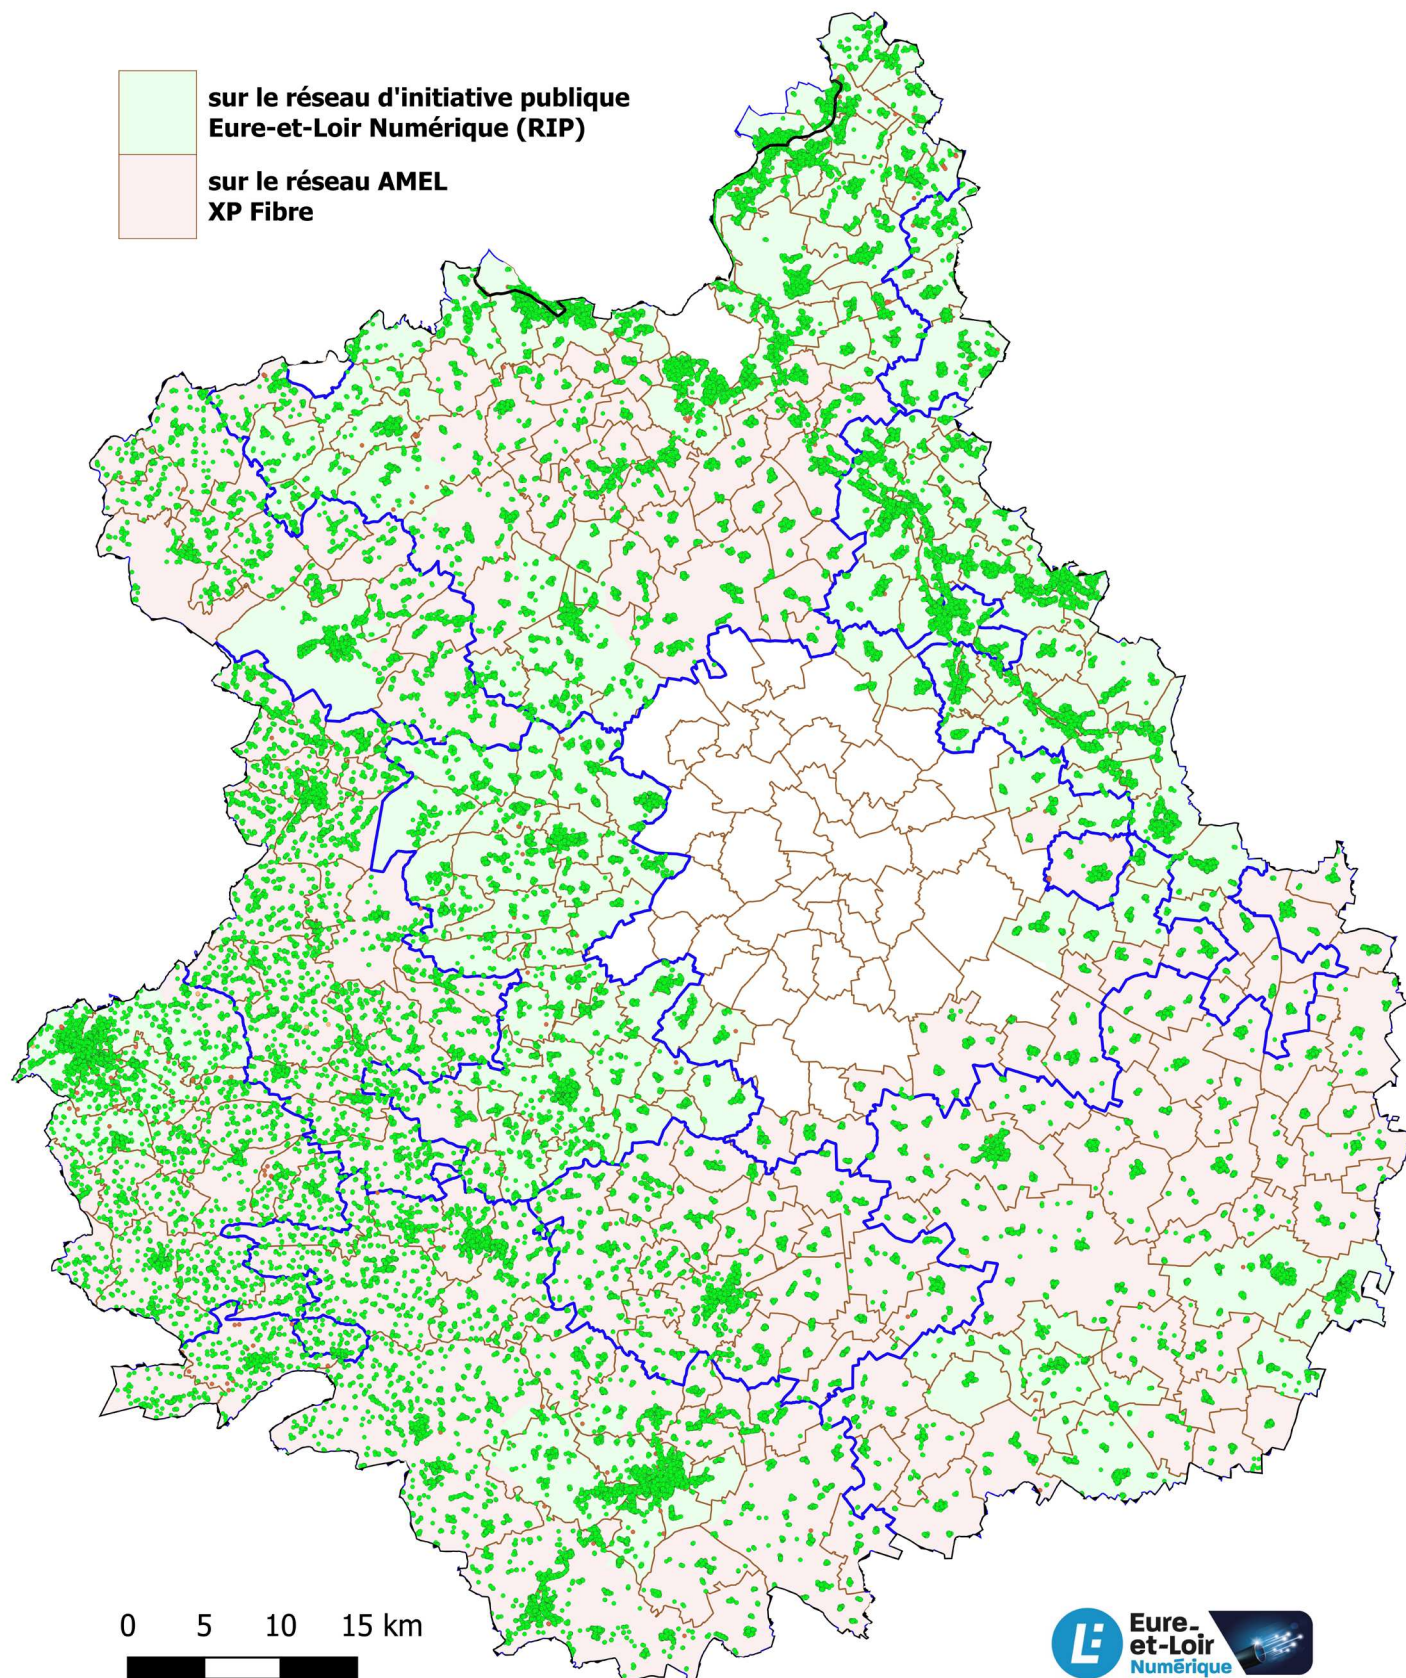 sur le réseau d'initiative publique
Eure-et-Loir Numérique (RIP)
sur le réseau AMEL
XP Fibre
0 5 10 15 km
Eure-
et-Loir
Numérique